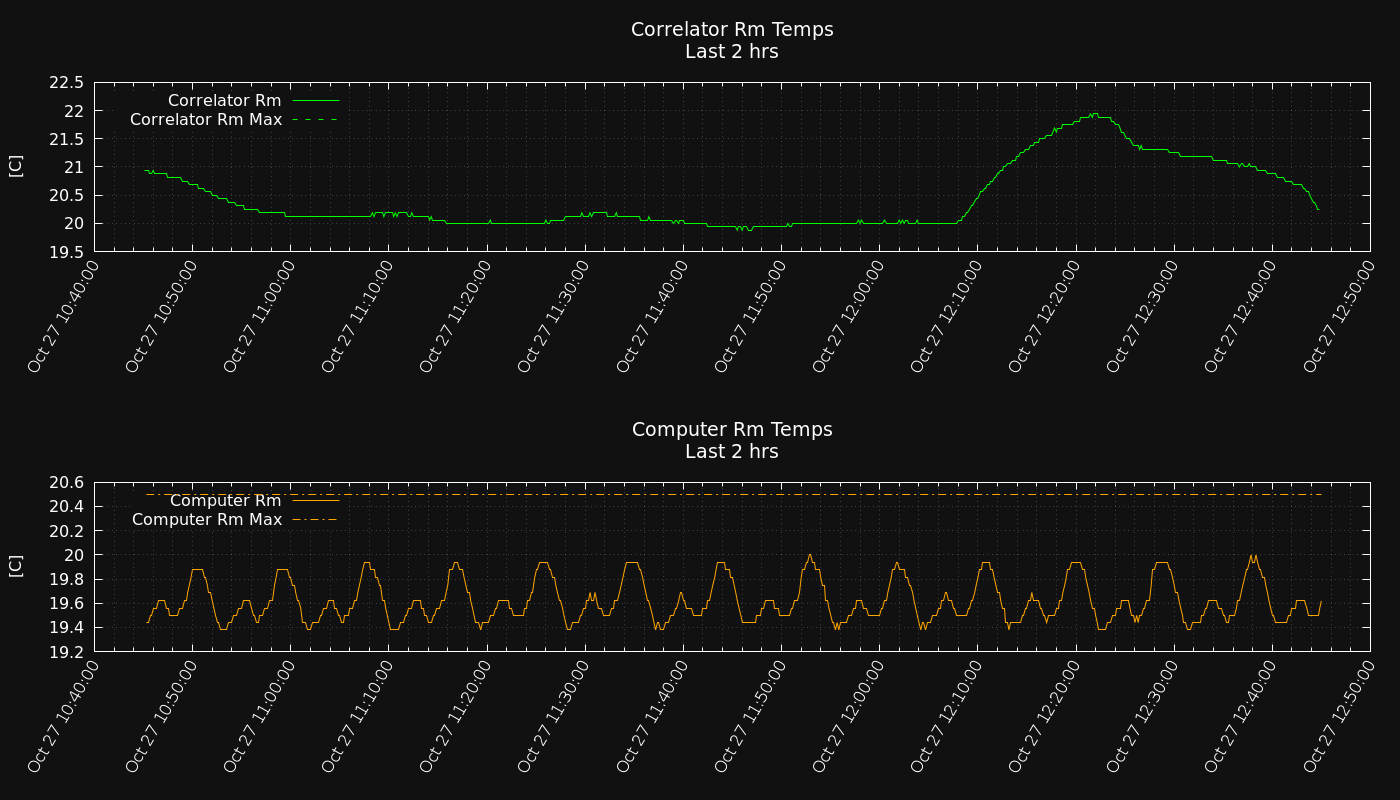 Correlator Rm Temps
Last 2 hrs
22.5
22
21.5
21
20.5
20
19.5
[C]
Correlator Rm
Correlator Rm Max
Oct 27 10:40:00
Oct 27 10:50:00
Oct 27 11:00:00
Oct 27 11:10:00
Oct 27 11:20:00
Oct 27 11:30:00
Oct 27 11:40:00
Oct 27 11:50:00
Oct 27 12:00:00
Oct 27 12:10:00
Oct 27 12:20:00
Oct 27 12:30:00
Oct 27 12:40:00
Oct 27 12:50:00
Computer Rm Temps
Last 2 hrs
20.6
20.4
20.2
20
19.8
19.6
19.4
19.2
[C]
Computer Rm
Computer Rm Max
Oct 27 10:40:00
Oct 27 10:50:00
Oct 27 11:00:00
Oct 27 11:10:00
Oct 27 11:20:00
Oct 27 11:30:00
Oct 27 11:40:00
Oct 27 11:50:00
Oct 27 12:00:00
Oct 27 12:10:00
Oct 27 12:20:00
Oct 27 12:30:00
Oct 27 12:40:00
Oct 27 12:50:00